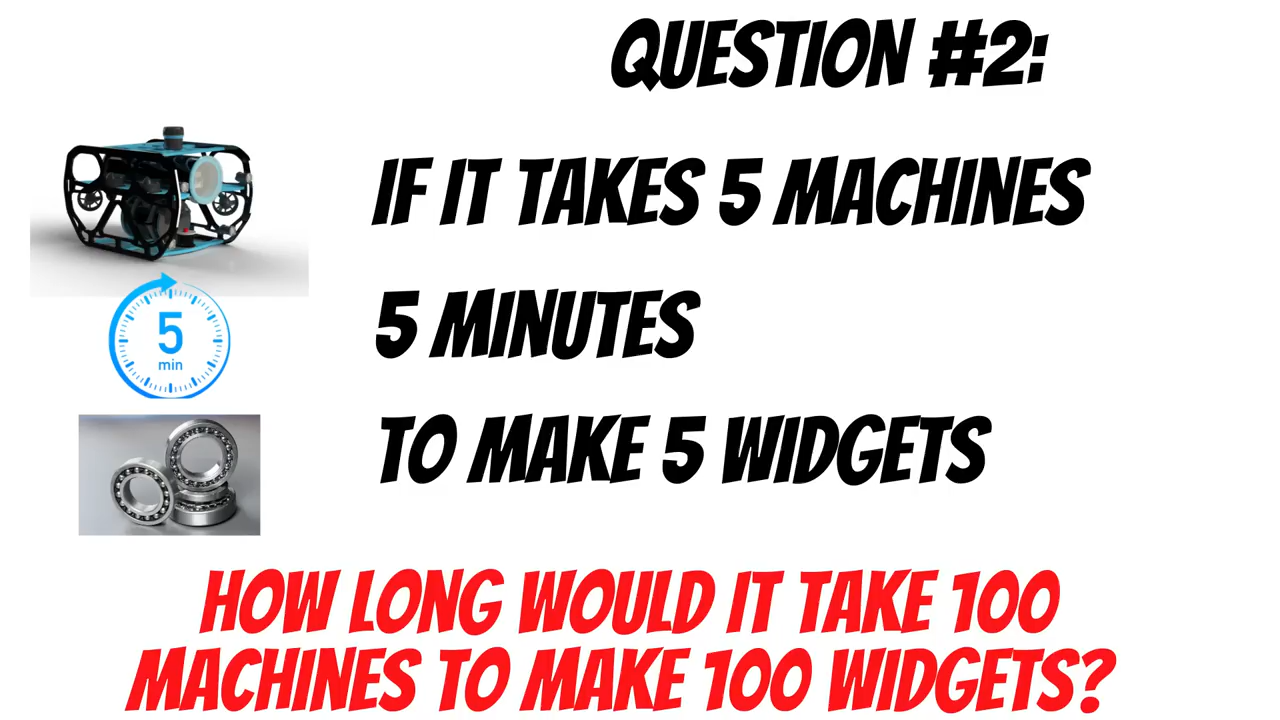 QUESTION #2:
IF IT TAKES 5 MACHINES
5 MINUTES
5
min
TO MAKE 5 WIDGETS
HOW LONG WOULD IT TAKE 100
MACHINES TO MAKE 100 WIDGETS?